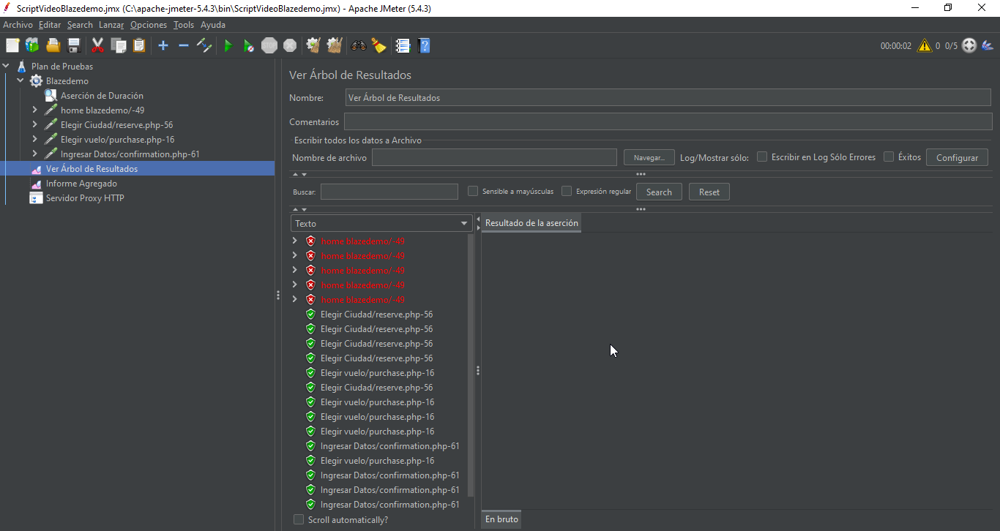 ScriptVideoBlazedemo.jmx (C:\apache-jmeter-5.4.3\bin\ScriptVideoBlazedemo.jmx) - Apache JMeter (5.4.3)
Archivo Editar Search Lanzar Opciones Tools Ayuda
STOP 00:00:02 0 0/5
Plan de Pruebas
Blazedemo
Aserción de Duración
home blazedemo/-49
Elegir Ciudad/reserve.php-56
Elegir vuelo/purchase.php-16
Ingresar Datos/confirmation.php-61
Ver Árbol de Resultados
Informe Agregado
Servidor Proxy HTTP
Ver Árbol de Resultados
Nombre: Ver Árbol de Resultados
Comentarios
Escribir todos los datos a Archivo
Nombre de archivo Navegar... Log/Mostrar sólo: Escribir en Log Sólo Errores Éxitos Configurar
Buscar: Sensible a mayúsculas Expresión regular Search Reset
Texto
home blazedemo/-49
home blazedemo/-49
home blazedemo/-49
home blazedemo/-49
home blazedemo/-49
Elegir Ciudad/reserve.php-56
Elegir Ciudad/reserve.php-56
Elegir Ciudad/reserve.php-56
Elegir Ciudad/reserve.php-56
Elegir vuelo/purchase.php-16
Elegir Ciudad/reserve.php-56
Elegir vuelo/purchase.php-16
Elegir vuelo/purchase.php-16
Elegir vuelo/purchase.php-16
Ingresar Datos/confirmation.php-61
Elegir vuelo/purchase.php-16
Ingresar Datos/confirmation.php-61
Ingresar Datos/confirmation.php-61
Ingresar Datos/confirmation.php-61
Scroll automatically?
Resultado de la aserción
En bruto